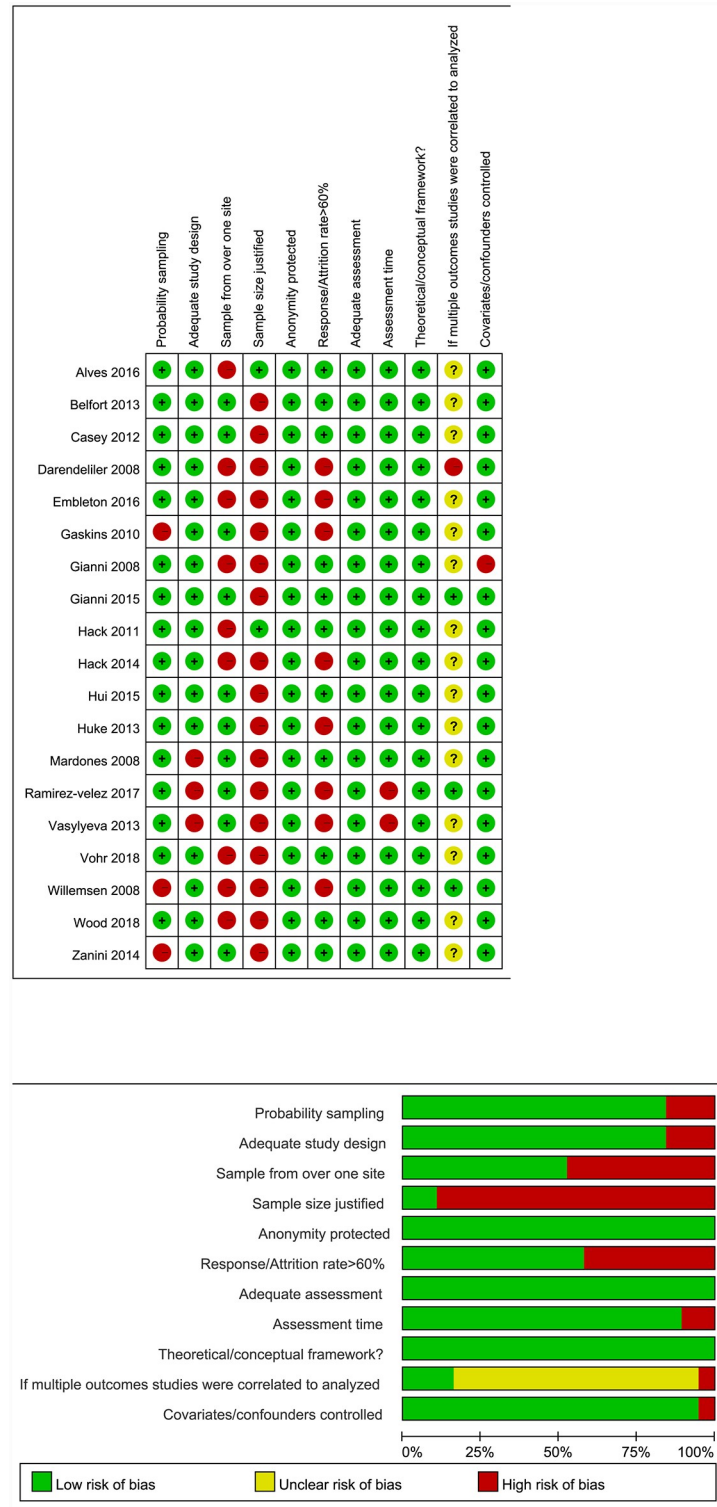 Probability sampling
Adequate study design
Sample from over one site
Sample size justified
Anonymity protected
Response/Attrition rate>60%
Adequate assessment
Assessment time
Theoretical/conceptual framework?
If multiple outcomes studies were correlated to analyzed
Covariates/confounders controlled
Alves 2016 + + - + + + + + + ? +
Belfort 2013 + + + - + + + + + ? +
Casey 2012 + + + - + + + + + ? +
Darendeliler 2008 + + - - + - + + + - +
Embleton 2016 + + - - + - + + + ? +
Gaskins 2010 - + + - + - + + + ? +
Gianni 2008 + + - - + + + + + ? -
Gianni 2015 + + + - + + + + + + +
Hack 2011 + + - + + + + + + ? +
Hack 2014 + + - - + - + + + ? +
Hui 2015 + + + - + + + + + ? +
Huke 2013 + + + - + - + + + ? +
Mardones 2008 + - + - + + + + + ? +
Ramirez-velez 2017 + - + - + - + - + + +
Vasylyeva 2013 + - + - + - + - + ? +
Vohr 2018 + + - - + + + + + ? +
Willemsen 2008 - + - - + - + + + + +
Wood 2018 + + - - + + + + + ? +
Zanini 2014 - + + - + + + + + ? +
Probability sampling
Adequate study design
Sample from over one site
Sample size justified
Anonymity protected
Response/Attrition rate>60%
Adequate assessment
Assessment time
Theoretical/conceptual framework?
If multiple outcomes studies were correlated to analyzed
Covariates/confounders controlled
0% 25% 50% 75% 100%
Low risk of bias Unclear risk of bias High risk of bias